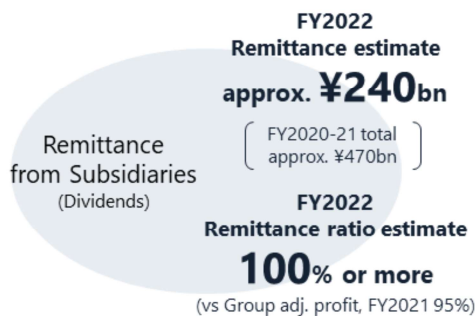 FY2022
Remittance estimate
approx. ¥240bn
FY2020-21 total
approx. ¥470bn
Remittance
from Subsidiaries
(Dividends)
FY2022
Remittance ratio estimate
100% or more
(vs Group adj. profit, FY2021 95%)